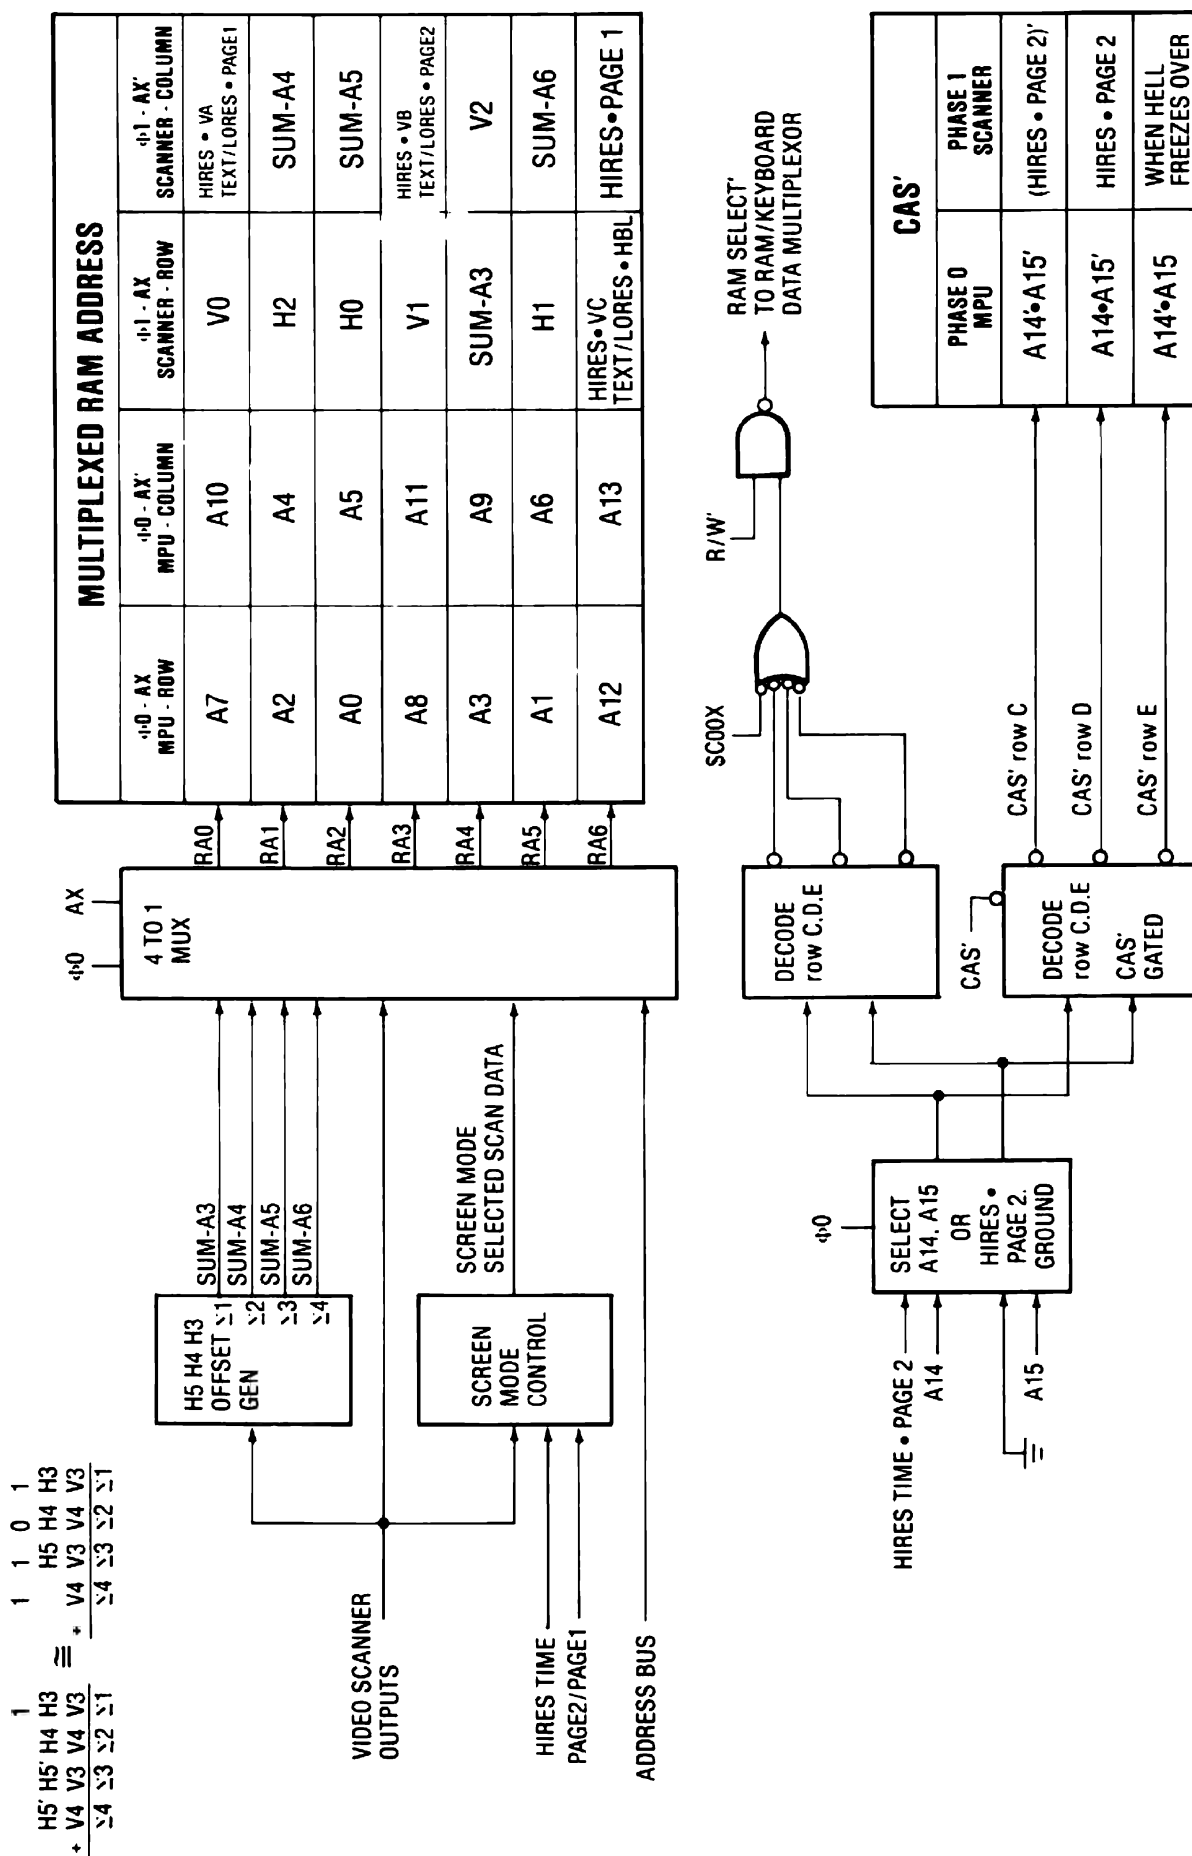 1 1 1 0 1
H5' H5' H4 H3 ≅ H5 H4 H3
+ V4 V3 V4 V3 + V4 V3 V4 V3
Σ4 Σ3 Σ2 Σ1 Σ4 Σ3 Σ2 Σ1
VIDEO SCANNER
OUTPUTS
HIRES TIME
PAGE2/PAGE1
ADDRESS BUS
H5 H4 H3
OFFSET Σ1
GEN Σ2
Σ3
Σ4
SUM-A3
SUM-A4
SUM-A5
SUM-A6
SCREEN
MODE
CONTROL
SCREEN MODE
SELECTED SCAN DATA
Φ0 AX
4 TO 1
MUX
RA0
RA1
RA2
RA3
RA4
RA5
RA6
MULTIPLEXED RAM ADDRESS
Φ0 - AX
MPU - ROW
Φ0 - AX'
MPU - COLUMN
Φ1 - AX
SCANNER - ROW
Φ1 - AX'
SCANNER - COLUMN
A7 A10 V0 HIRES • VA
TEXT/LORES • PAGE1
A2 A4 H2 SUM-A4
A0 A5 H0 SUM-A5
A8 A11 V1 HIRES • VB
TEXT/LORES • PAGE2
A3 A9 SUM-A3 V2
A1 A6 H1 SUM-A6
A12 A13 HIRES • VC
TEXT/LORES • HBL
HIRES•PAGE 1
HIRES TIME • PAGE 2
A14
A15
Φ0
SELECT
A14, A15
OR
HIRES •
PAGE 2.
GROUND
DECODE
row C.D.E
CAS'
DECODE
row C.D.E
CAS'
GATED
SC00X
R/W'
RAM SELECT'
TO RAM/KEYBOARD
DATA MULTIPLEXOR
CAS' row C
CAS' row D
CAS' row E
CAS'
PHASE 0
MPU
PHASE 1
SCANNER
A14'•A15' (HIRES • PAGE 2)'
A14•A15' HIRES • PAGE 2
A14'•A15 WHEN HELL
FREEZES OVER